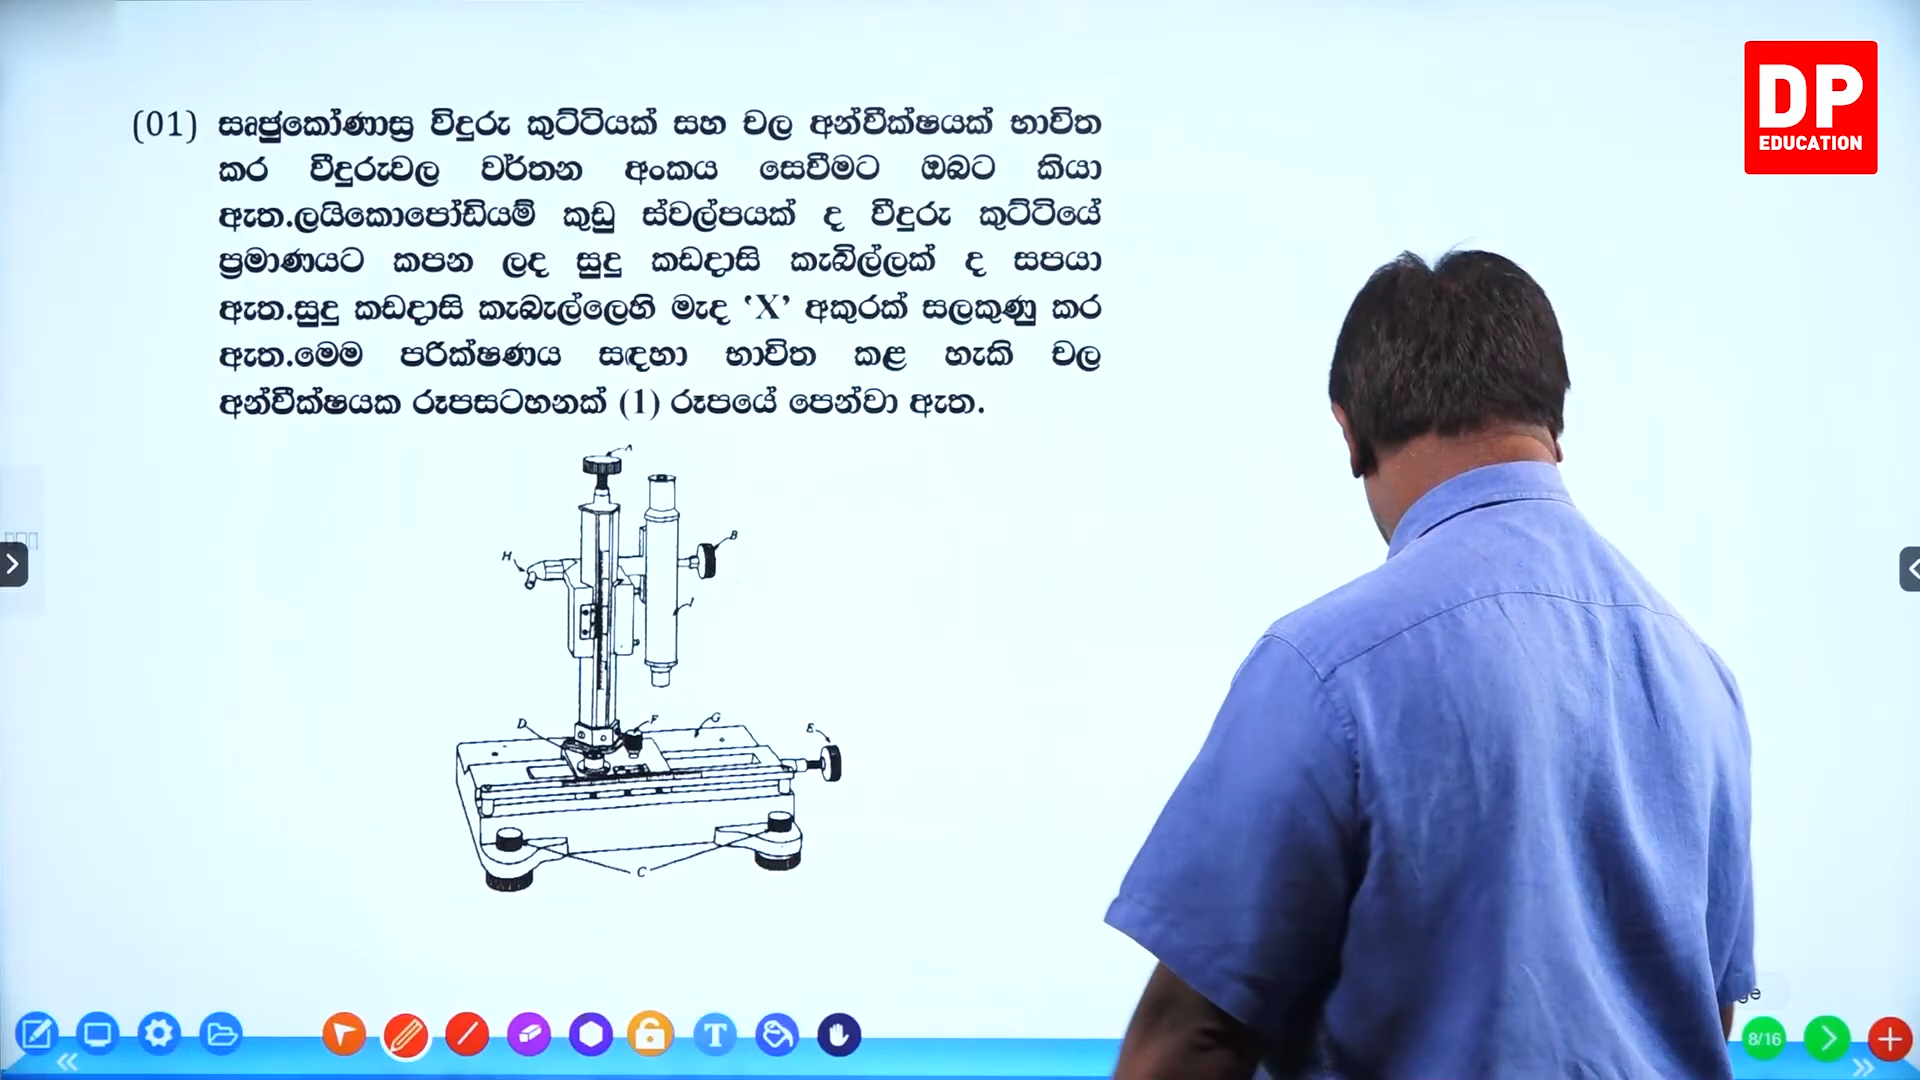 DP
EDUCATION
(01) සෘජුකෝණාස්‍ර විදුරු කුට්ටියක් සහ චල අන්වීක්ෂයක් භාවිත
කර වීදුරුවල වර්තන අංකය සෙවීමට ඔබට කියා
ඇත.ලයිකොපෝඩියම් කුඩු ස්වල්පයක් ද වීදුරු කුට්ටියේ
ප්‍රමාණයට කපන ලද සුදු කඩදාසි කැබිල්ලක් ද සපයා
ඇත.සුදු කඩදාසි කැබැල්ලෙහි මැද ‘X’ අකුරක් සලකුණු කර
ඇත.මෙම පරීක්ෂණය සඳහා භාවිත කළ හැකි චල
අන්වීක්ෂයක රූපසටහනක් (1) රූපයේ පෙන්වා ඇත.
A
B
H
I
D
F
G
E
C
T
8/16